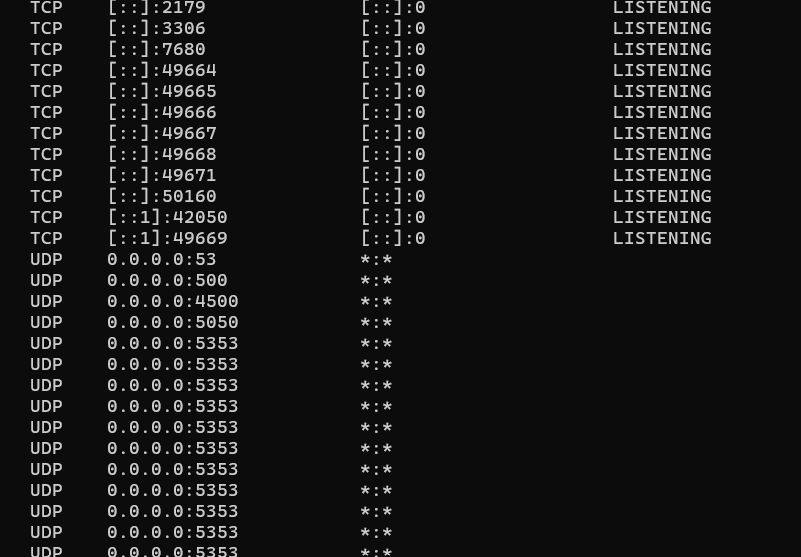 TCP    [::]:2179              [::]:0                 LISTENING
TCP    [::]:3306              [::]:0                 LISTENING
TCP    [::]:7680              [::]:0                 LISTENING
TCP    [::]:49664             [::]:0                 LISTENING
TCP    [::]:49665             [::]:0                 LISTENING
TCP    [::]:49666             [::]:0                 LISTENING
TCP    [::]:49667             [::]:0                 LISTENING
TCP    [::]:49668             [::]:0                 LISTENING
TCP    [::]:49671             [::]:0                 LISTENING
TCP    [::]:50160             [::]:0                 LISTENING
TCP    [::1]:42050            [::]:0                 LISTENING
TCP    [::1]:49669            [::]:0                 LISTENING
UDP    0.0.0.0:53             *:*
UDP    0.0.0.0:500            *:*
UDP    0.0.0.0:4500           *:*
UDP    0.0.0.0:5050           *:*
UDP    0.0.0.0:5353           *:*
UDP    0.0.0.0:5353           *:*
UDP    0.0.0.0:5353           *:*
UDP    0.0.0.0:5353           *:*
UDP    0.0.0.0:5353           *:*
UDP    0.0.0.0:5353           *:*
UDP    0.0.0.0:5353           *:*
UDP    0.0.0.0:5353           *:*
UDP    0.0.0.0:5353           *:*
UDP    0.0.0.0:5353           *:*
UDP    0.0.0.0:5353           *:*